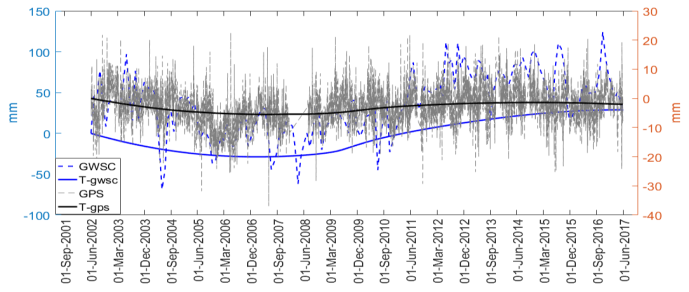 150
100
50
0
-50
-100
mm
30
20
10
0
-10
-20
-30
-40
mm
GWSC
T-gwsc
GPS
T-gps
01-Sep-2001
01-Jun-2002
01-Mar-2003
01-Dec-2003
01-Sep-2004
01-Jun-2005
01-Mar-2006
01-Dec-2006
01-Sep-2007
01-Jun-2008
01-Mar-2009
01-Dec-2009
01-Sep-2010
01-Jun-2011
01-Mar-2012
01-Dec-2012
01-Sep-2013
01-Jun-2014
01-Mar-2015
01-Dec-2015
01-Sep-2016
01-Jun-2017